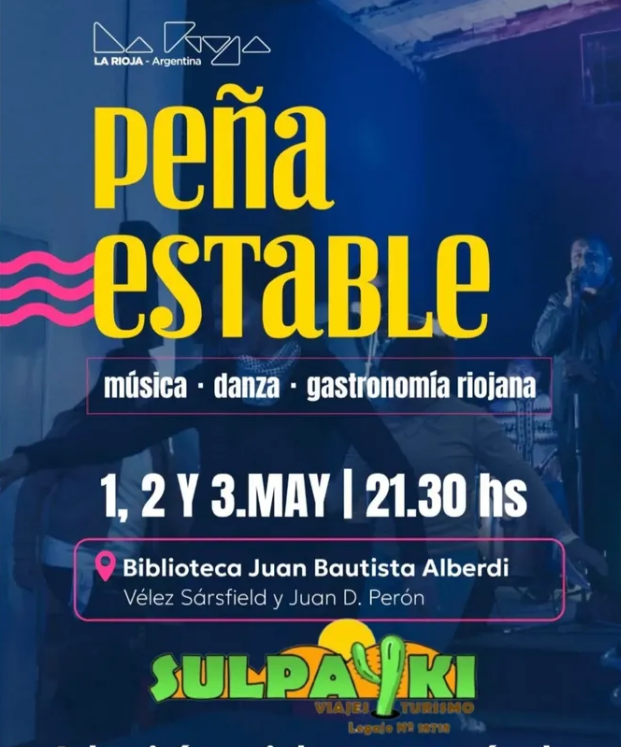 La Rioja
LA RIOJA - Argentina
Peña
ESTABLE
música · danza · gastronomía riojana
1, 2 Y 3.MAY | 21.30 hs
Biblioteca Juan Bautista Alberdi
Vélez Sársfield y Juan D. Perón
SULPAYKI
VIAJES TURISMO